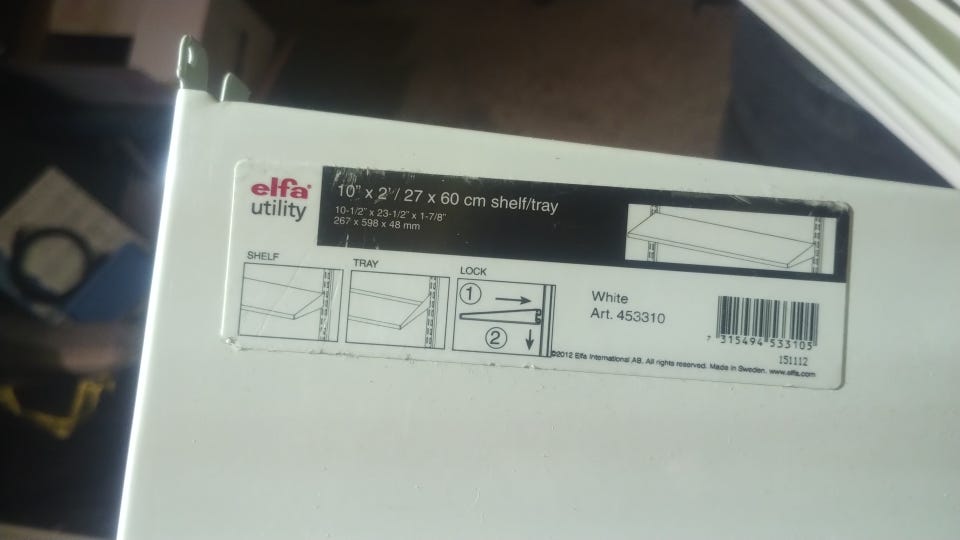 elfa®
utility
10" x 2'/ 27 x 60 cm shelf/tray
10-1/2" x 23-1/2" x 1-7/8"
267 x 598 x 48 mm
SHELF
TRAY
LOCK
1
2
White
Art. 453310
7 315494 533105
151112
©2012 Elfa International AB. All rights reserved. Made in Sweden. www.elfa.com